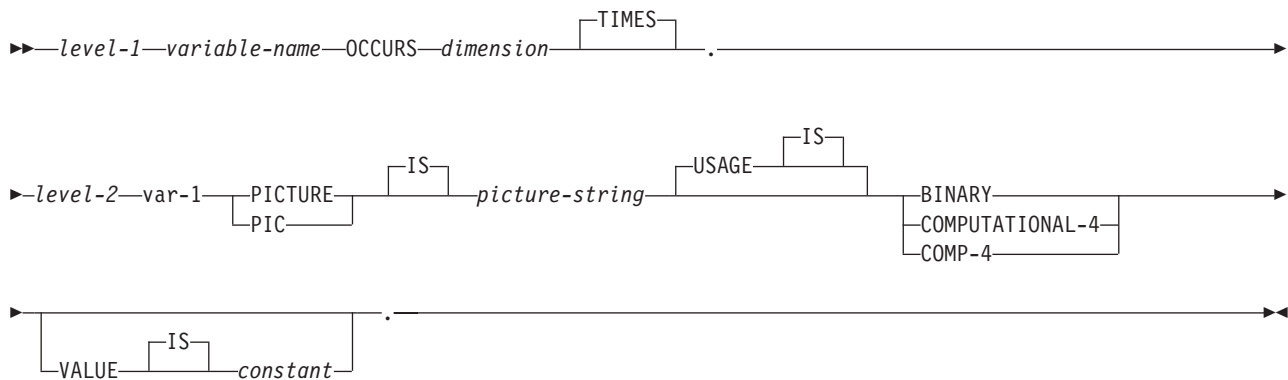 TIMES
level-1 variable-name OCCURS dimension .
IS
IS USAGE
level-2 var-1 PICTURE picture-string BINARY
PIC COMPUTATIONAL-4
COMP-4
.
IS
VALUE constant